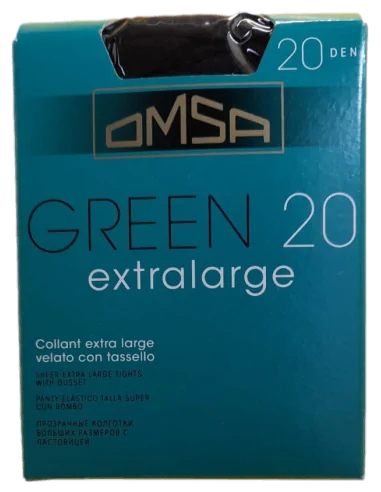 20 DEN
OMSA
GREEN 20
extralarge
Collant extra large
velato con tassello
SHEER EXTRA LARGE TIGHTS
WITH GUSSET
PANTY ELASTICO TALLA SUPER
CON ROMBO
ПРОЗРАЧНЫЕ КОЛГОТКИ
БОЛЬШИХ РАЗМЕРОВ С
ЛАСТОВИЦЕЙ